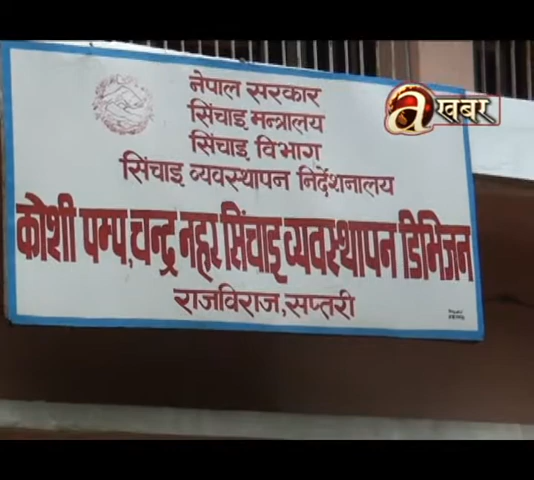 नेपाल सरकार
सिंचाइ मन्त्रालय
सिंचाइ विभाग
सिंचाइ व्यवस्थापन निर्देशनालय
कोशी पम्प,चन्द्र नहर सिंचाइ व्यवस्थापन डिभिजन
राजविराज,सप्तरी
a खबर